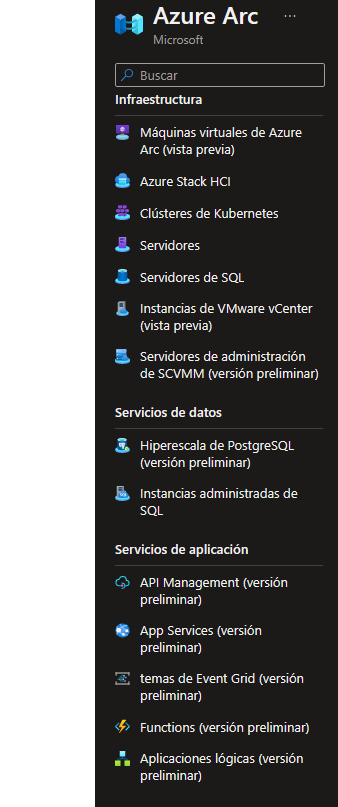 Azure Arc
...
Microsoft
Buscar
Infraestructura
Máquinas virtuales de Azure
Arc (vista previa)
Azure Stack HCI
Clústeres de Kubernetes
Servidores
Servidores de SQL
Instancias de VMware vCenter
(vista previa)
Servidores de administración
de SCVMM (versión preliminar)
Servicios de datos
Hiperescala de PostgreSQL
(versión preliminar)
Instancias administradas de
SQL
Servicios de aplicación
API Management (versión
preliminar)
App Services (versión
preliminar)
temas de Event Grid (versión
preliminar)
Functions (versión preliminar)
Aplicaciones lógicas (versión
preliminar)